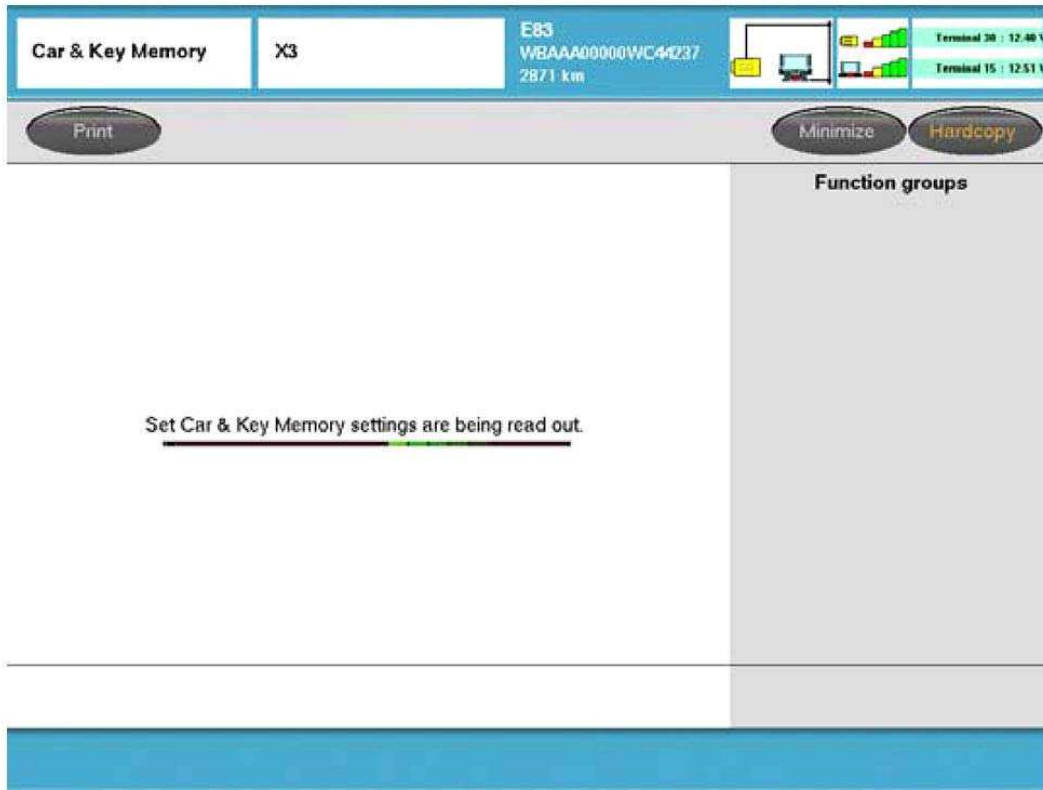 Car & Key Memory
X3
E83
WBAAA00000WC44237
2871 km
Terminal 30 : 12.40 V
Terminal 15 : 12.51 V
Print
Minimize
Hardcopy
Function groups
Set Car & Key Memory settings are being read out.